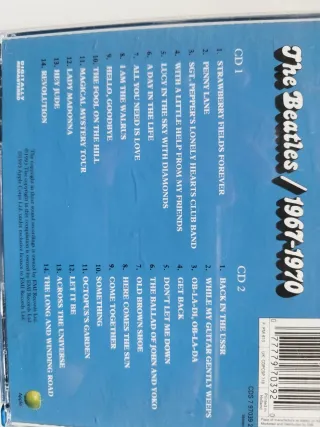 The Beatles / 1967-1970
CD 1
1. STRAWBERRY FIELDS FOREVER
2. PENNY LANE
3. SGT. PEPPER'S LONELY HEARTS CLUB BAND
4. WITH A LITTLE HELP FROM MY FRIENDS
5. LUCY IN THE SKY WITH DIAMONDS
6. A DAY IN THE LIFE
7. ALL YOU NEED IS LOVE
8. I AM THE WALRUS
9. HELLO, GOODBYE
10. THE FOOL ON THE HILL
11. MAGICAL MYSTERY TOUR
12. LADY MADONNA
13. HEY JUDE
14. REVOLUTION
CD 2
1. BACK IN THE USSR
2. WHILE MY GUITAR GENTLY WEEPS
3. OB-LA-DI, OB-LA-DA
4. GET BACK
5. DON'T LET ME DOWN
6. THE BALLAD OF JOHN AND YOKO
7. OLD BROWN SHOE
8. HERE COMES THE SUN
9. COME TOGETHER
10. SOMETHING
11. OCTOPUS'S GARDEN
12. LET IT BE
13. ACROSS THE UNIVERSE
14. THE LONG AND WINDING ROAD
DIGITALLY
REMASTERED
Apple